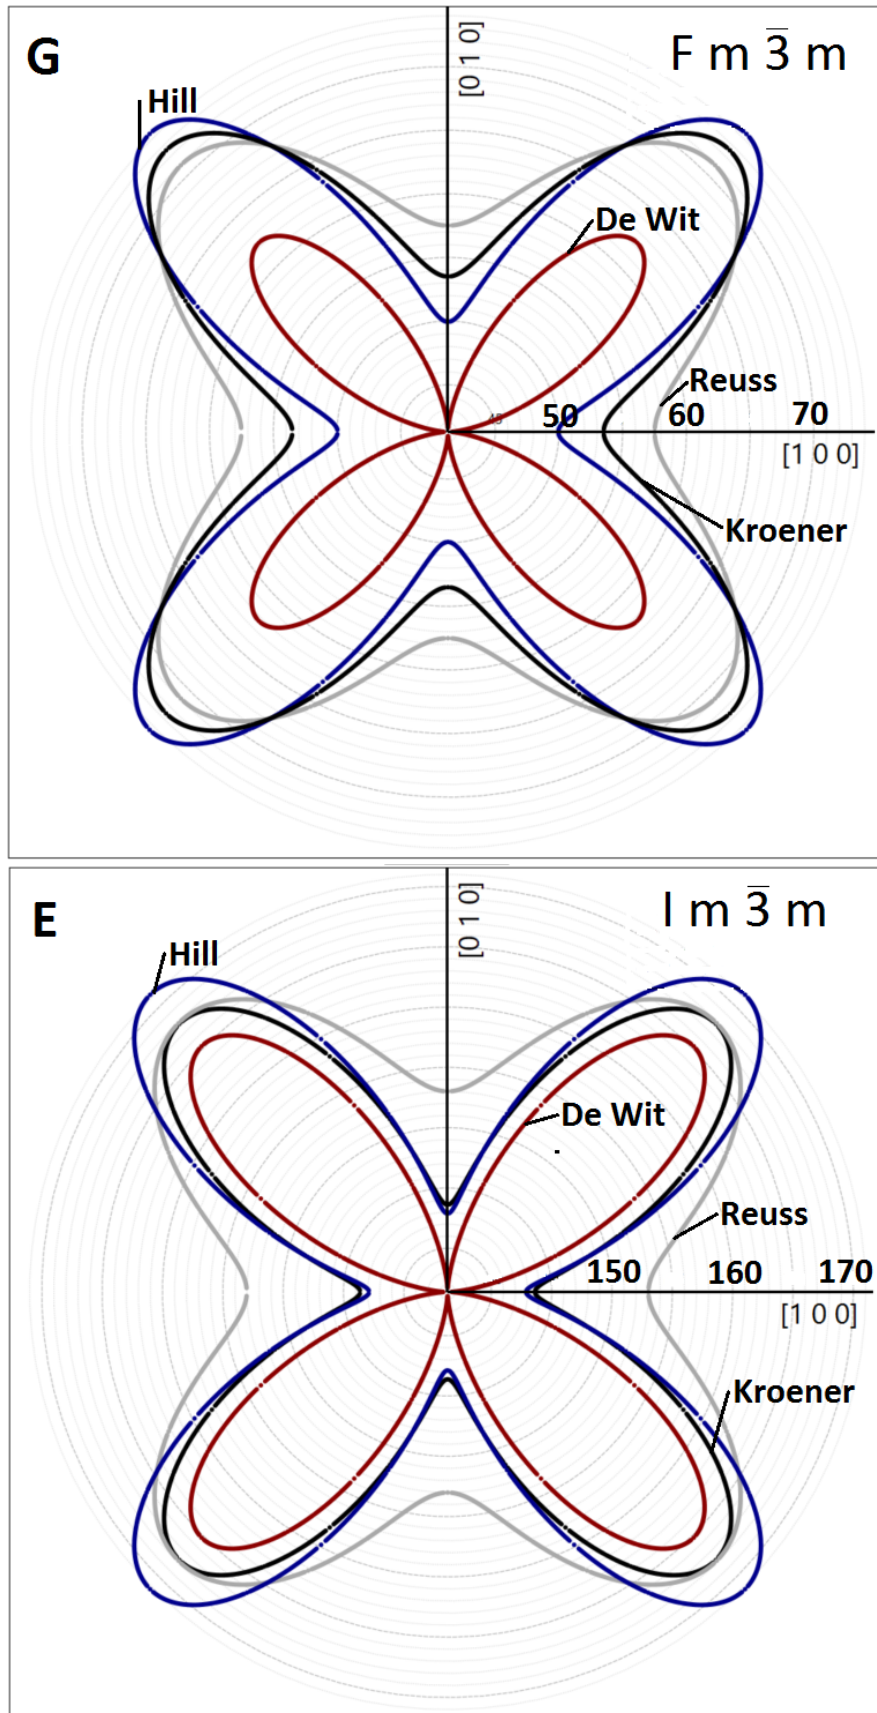 G
[0 1 0]
F m 3̅ m
Hill
De Wit
Reuss
45
50
60
70
[1 0 0]
Kroener
E
[0 1 0]
I m 3̅ m
Hill
De Wit
Reuss
150
160
170
[1 0 0]
Kroener